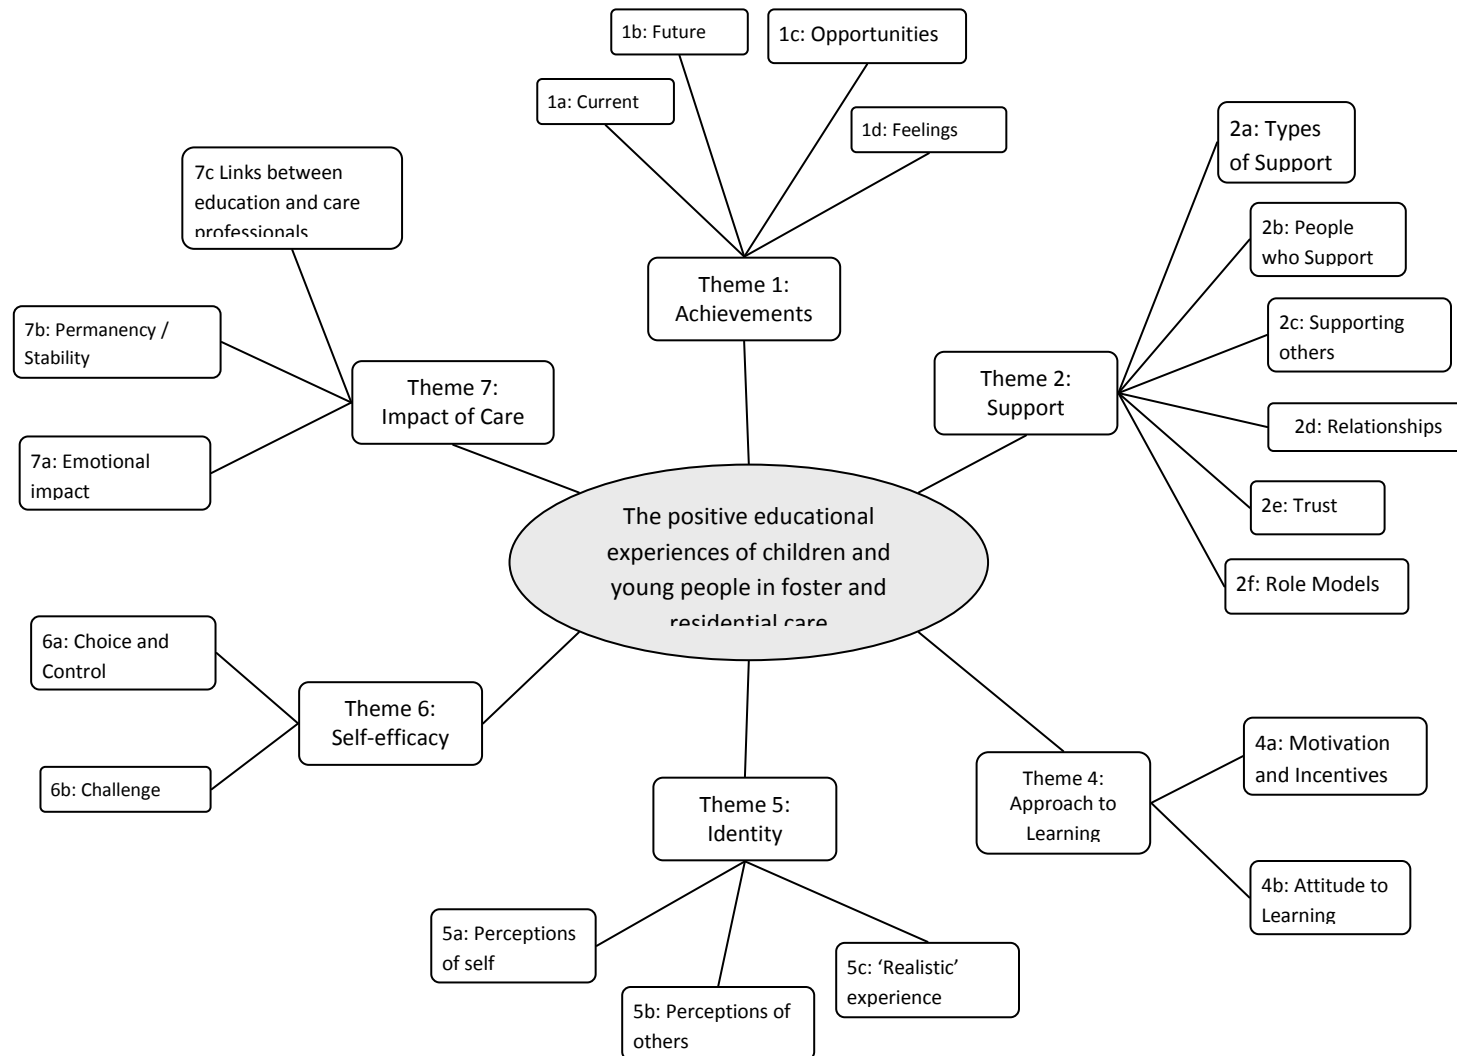 1b: Future
1c: Opportunities
1a: Current
1d: Feelings
2a: Types
of Support
7c Links between
education and care
professionals
2b: People
who Support
Theme 1:
Achievements
7b: Permanency /
Stability
2c: Supporting
others
Theme 7:
Impact of Care
Theme 2:
Support
2d: Relationships
7a: Emotional
impact
2e: Trust
The positive educational
experiences of children and
young people in foster and
residential care
2f: Role Models
6a: Choice and
Control
Theme 6:
Self-efficacy
4a: Motivation
and Incentives
6b: Challenge
Theme 5:
Identity
Theme 4:
Approach to
Learning
4b: Attitude to
Learning
5a: Perceptions
of self
5c: ‘Realistic’
experience
5b: Perceptions of
others